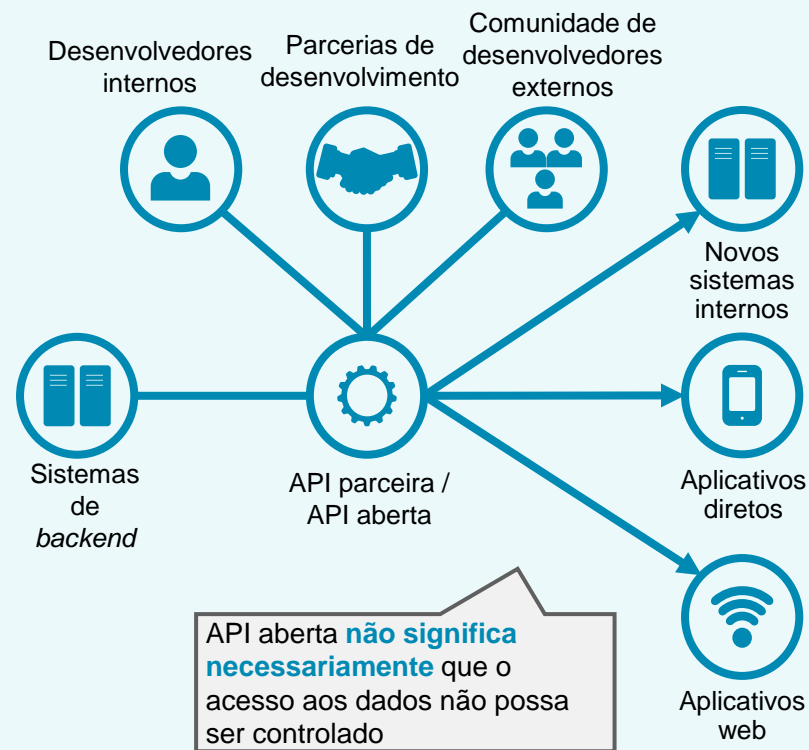 Desenvolvedores
internos
Parcerias de
desenvolvimento
Comunidade de
desenvolvedores
externos
Novos
sistemas
internos
Sistemas
de
backend
API parceira /
API aberta
Aplicativos
diretos
API aberta não significa
necessariamente que o
acesso aos dados não possa
ser controlado
Aplicativos
web